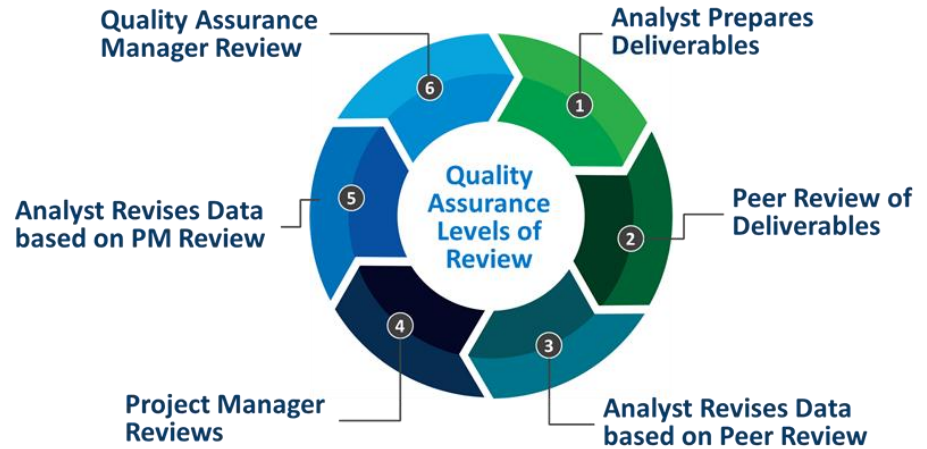 Quality Assurance
Manager Review
Analyst Prepares
Deliverables
6
1
Quality
Assurance
Levels of
Review
5
Analyst Revises Data
based on PM Review
Peer Review of
Deliverables
2
4
3
Project Manager
Reviews
Analyst Revises Data
based on Peer Review